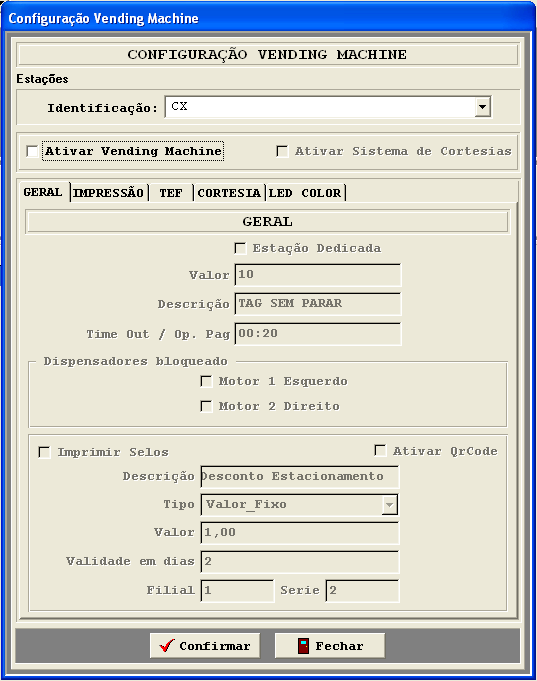 Configuração Vending Machine
CONFIGURAÇÃO VENDING MACHINE
Estações
Identificação: CX
Ativar Vending Machine Ativar Sistema de Cortesias
GERAL IMPRESSÃO TEF CORTESIA LED COLOR
GERAL
Estação Dedicada
Valor 10
Descrição TAG SEM PARAR
Time Out / Op. Pag 00:20
Dispensadores bloqueado
Motor 1 Esquerdo
Motor 2 Direito
Imprimir Selos Ativar QrCode
Descrição Desconto Estacionamento
Tipo Valor_Fixo
Valor 1,00
Validade em dias 2
Filial 1 Serie 2
Confirmar Fechar